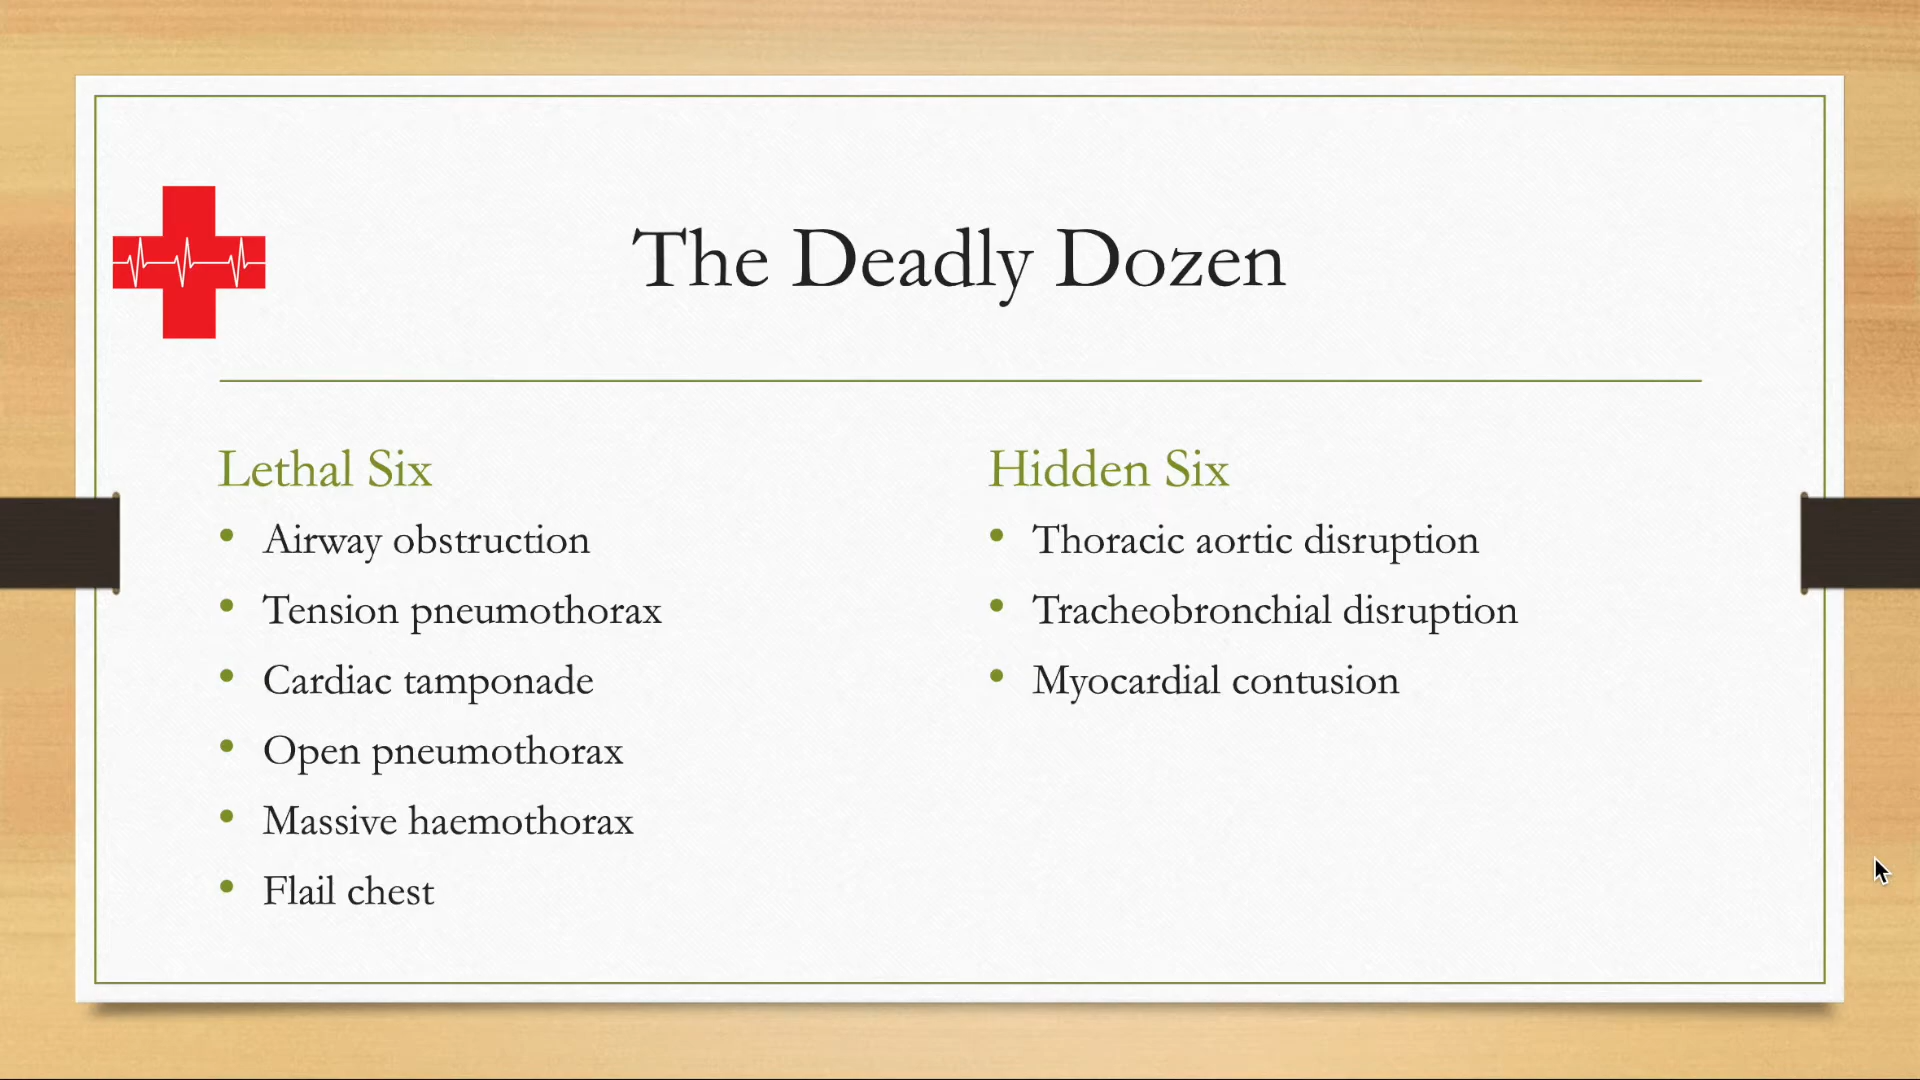 The Deadly Dozen
Lethal Six
• Airway obstruction
• Tension pneumothorax
• Cardiac tamponade
• Open pneumothorax
• Massive haemothorax
• Flail chest
Hidden Six
• Thoracic aortic disruption
• Tracheobronchial disruption
• Myocardial contusion